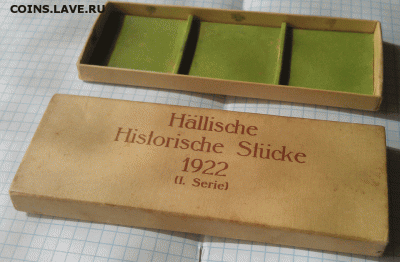 COINS.LAVE.RU
Hällische
Historische Stücke
1922
(I. Serie)